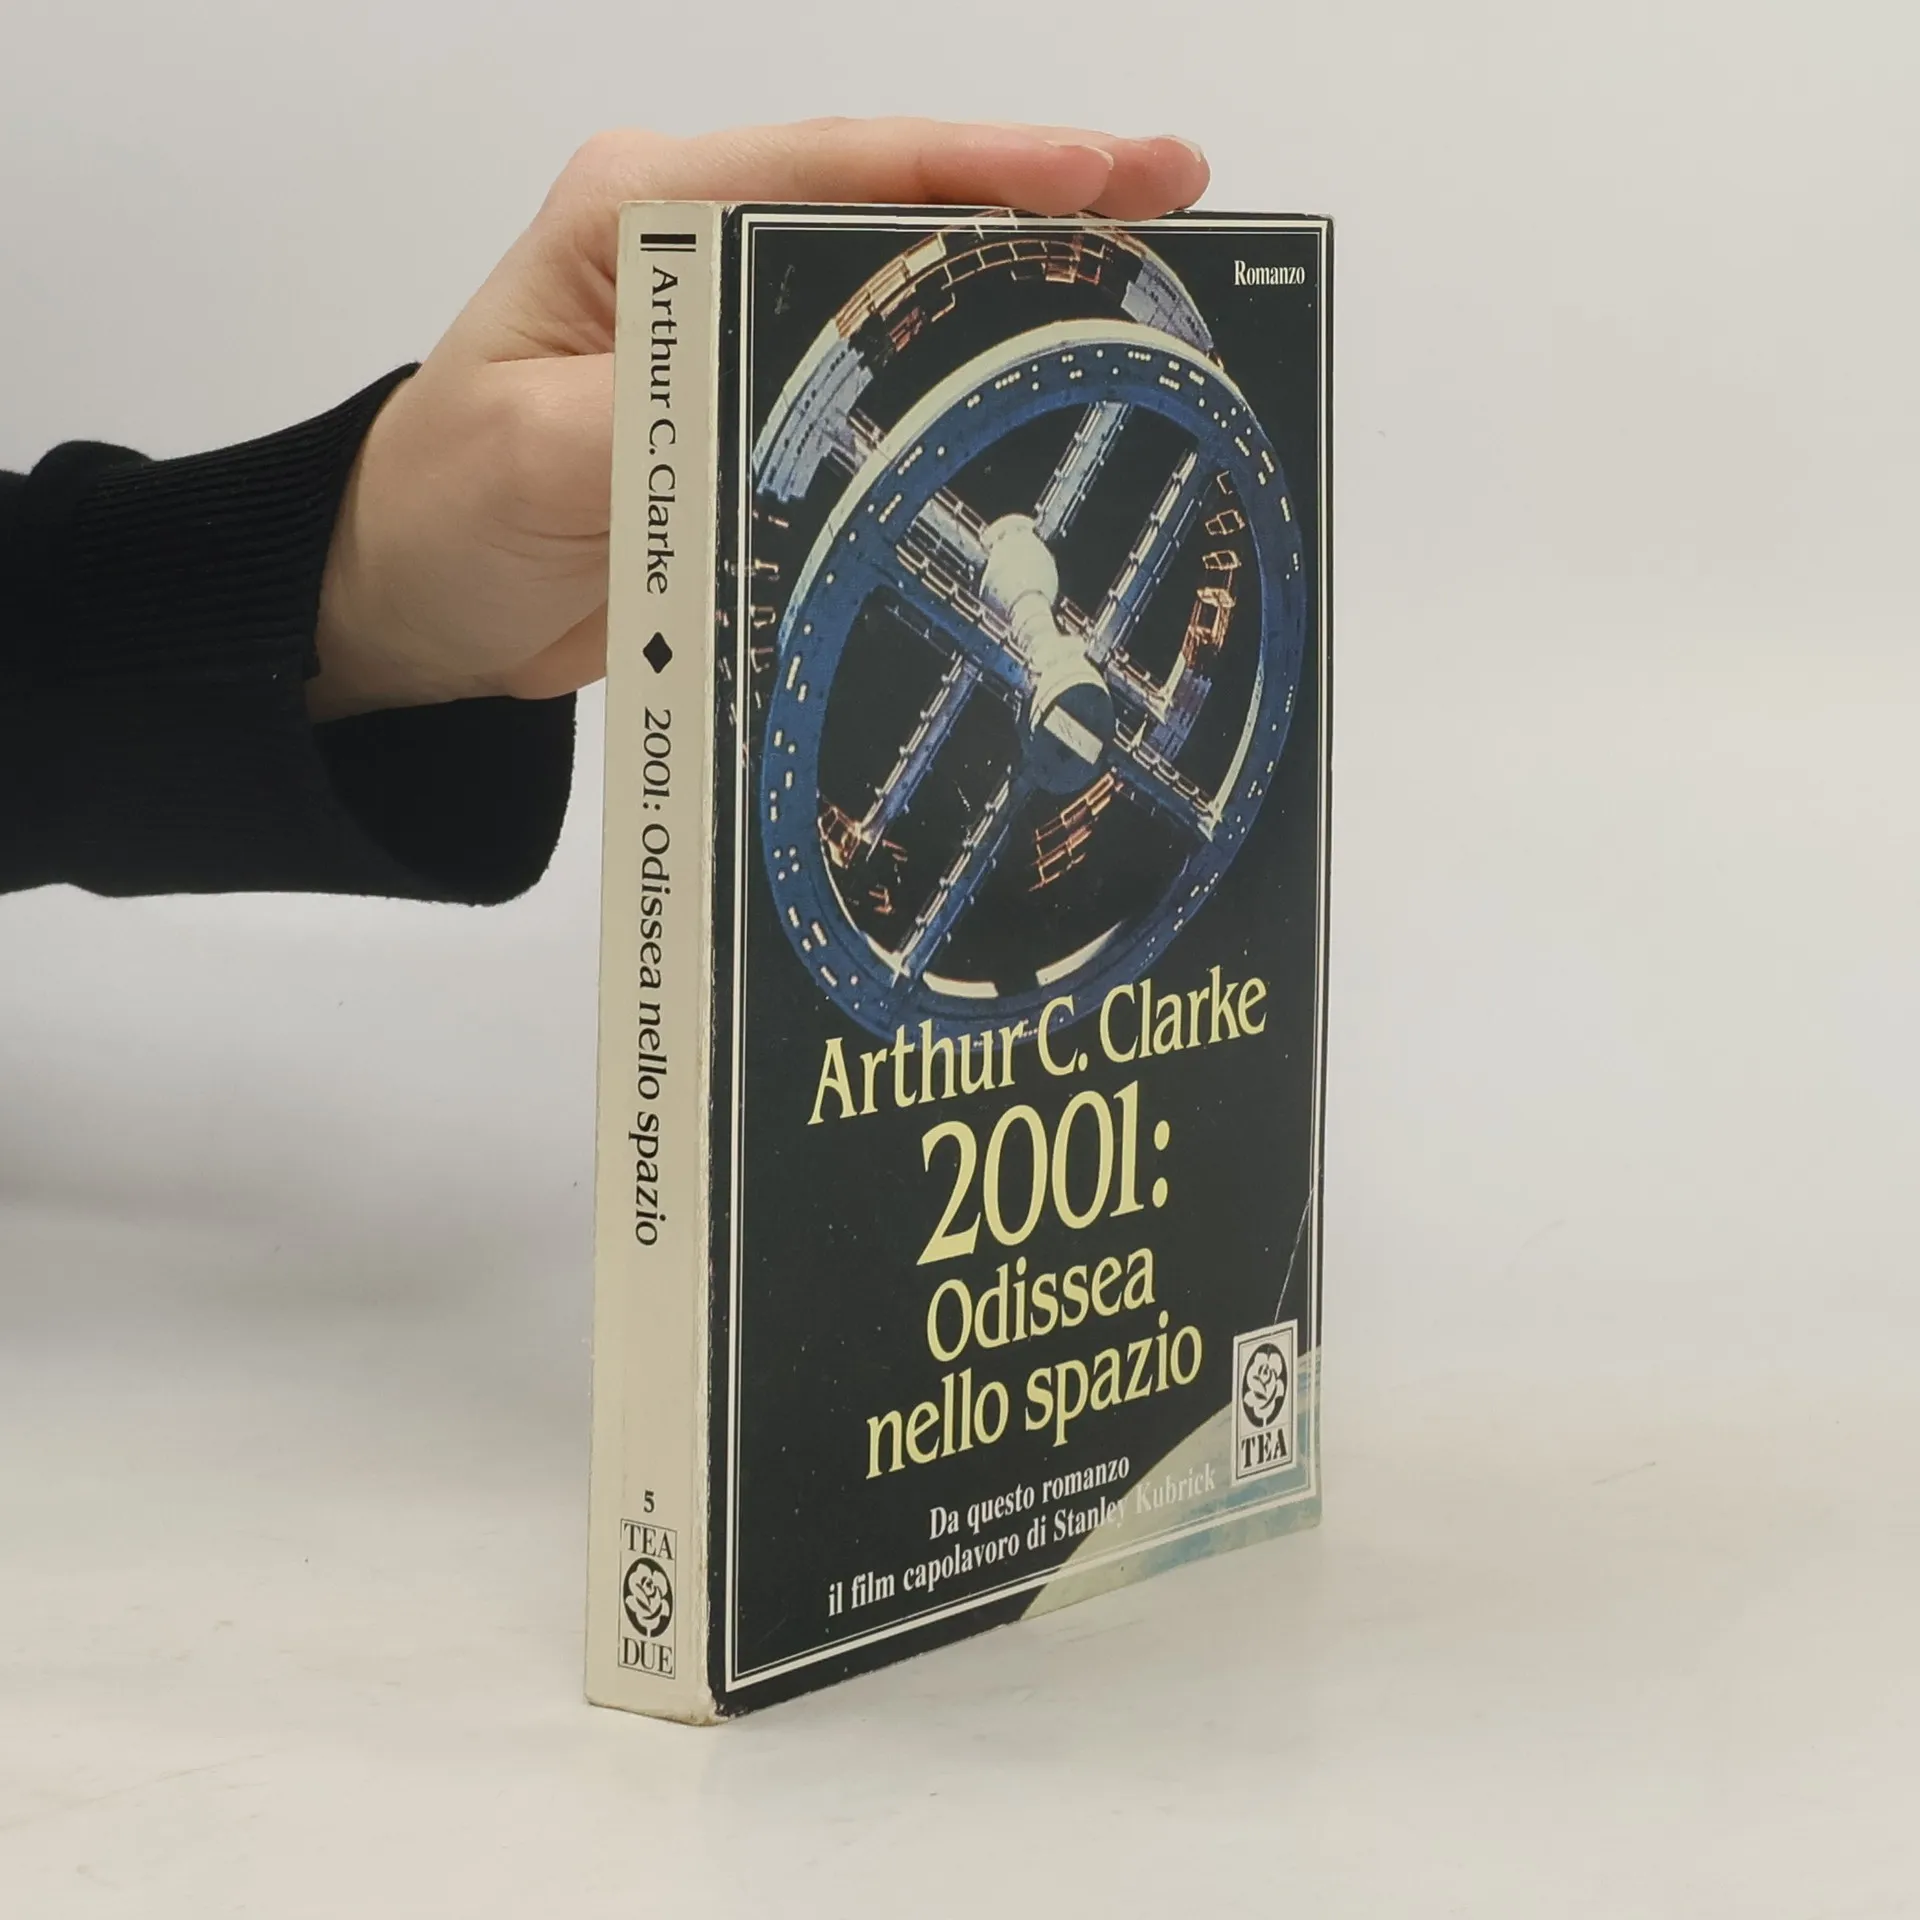 Arthur C. Clarke ◆ 2001: Odissea nello spazio
5
TEA
DUE
Romanzo
Arthur C. Clarke
2001:
Odissea
nello spazio
TEA
Da questo romanzo
il film capolavoro di Stanley Kubrick